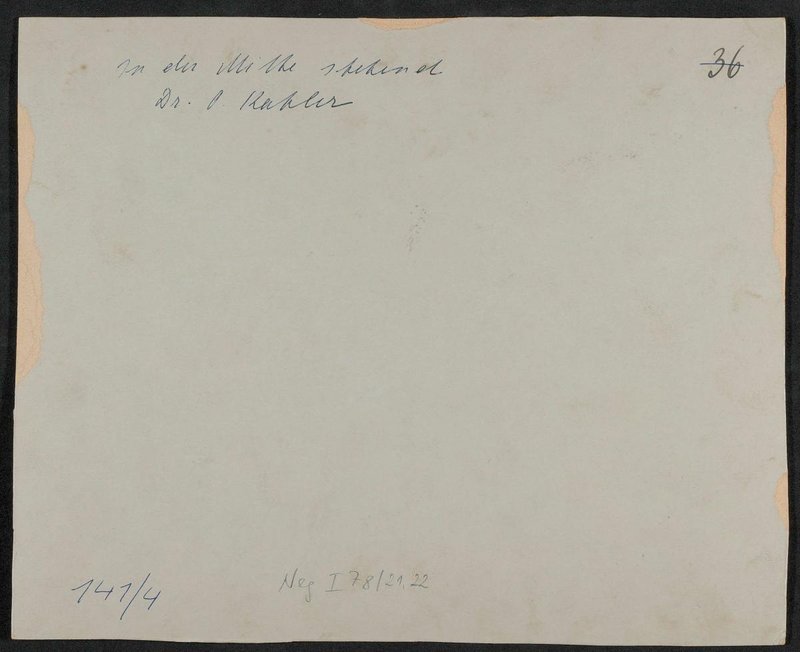 in der Mitte stehend
Dr. P. Kahler
36
141/4
Neg I 78/21.22